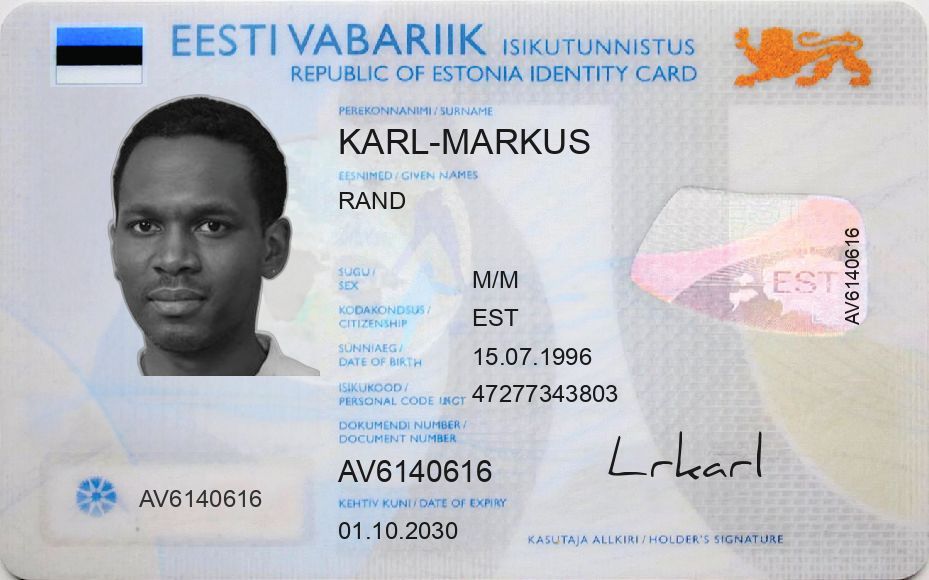 EESTI VABARIIK ISIKUTUNNISTUS
REPUBLIC OF ESTONIA IDENTITY CARD
PEREKONNANIMI / SURNAME
KARL-MARKUS
EESNIMED / GIVEN NAMES
RAND
SUGU /
SEX
M/M
KODAKONDSUS /
CITIZENSHIP
EST
SÜNNIAEG /
DATE OF BIRTH
15.07.1996
ISIKUKOOD /
PERSONAL CODE
47277343803
DOKUMENDI NUMBER /
DOCUMENT NUMBER
AV6140616
KEHTIV KUNI / DATE OF EXPIRY
01.10.2030
AV6140616
EST
AV6140616
Lrkarl
KASUTAJA ALLKIRI / HOLDER'S SIGNATURE